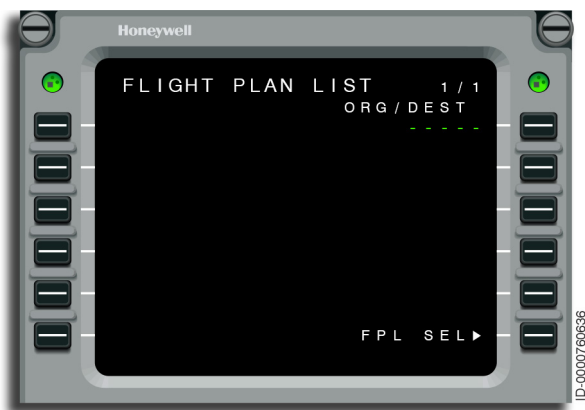 Honeywell
FLIGHT PLAN LIST 1/1
ORG/DEST
-----
FPL SEL▶
ID-0000760636